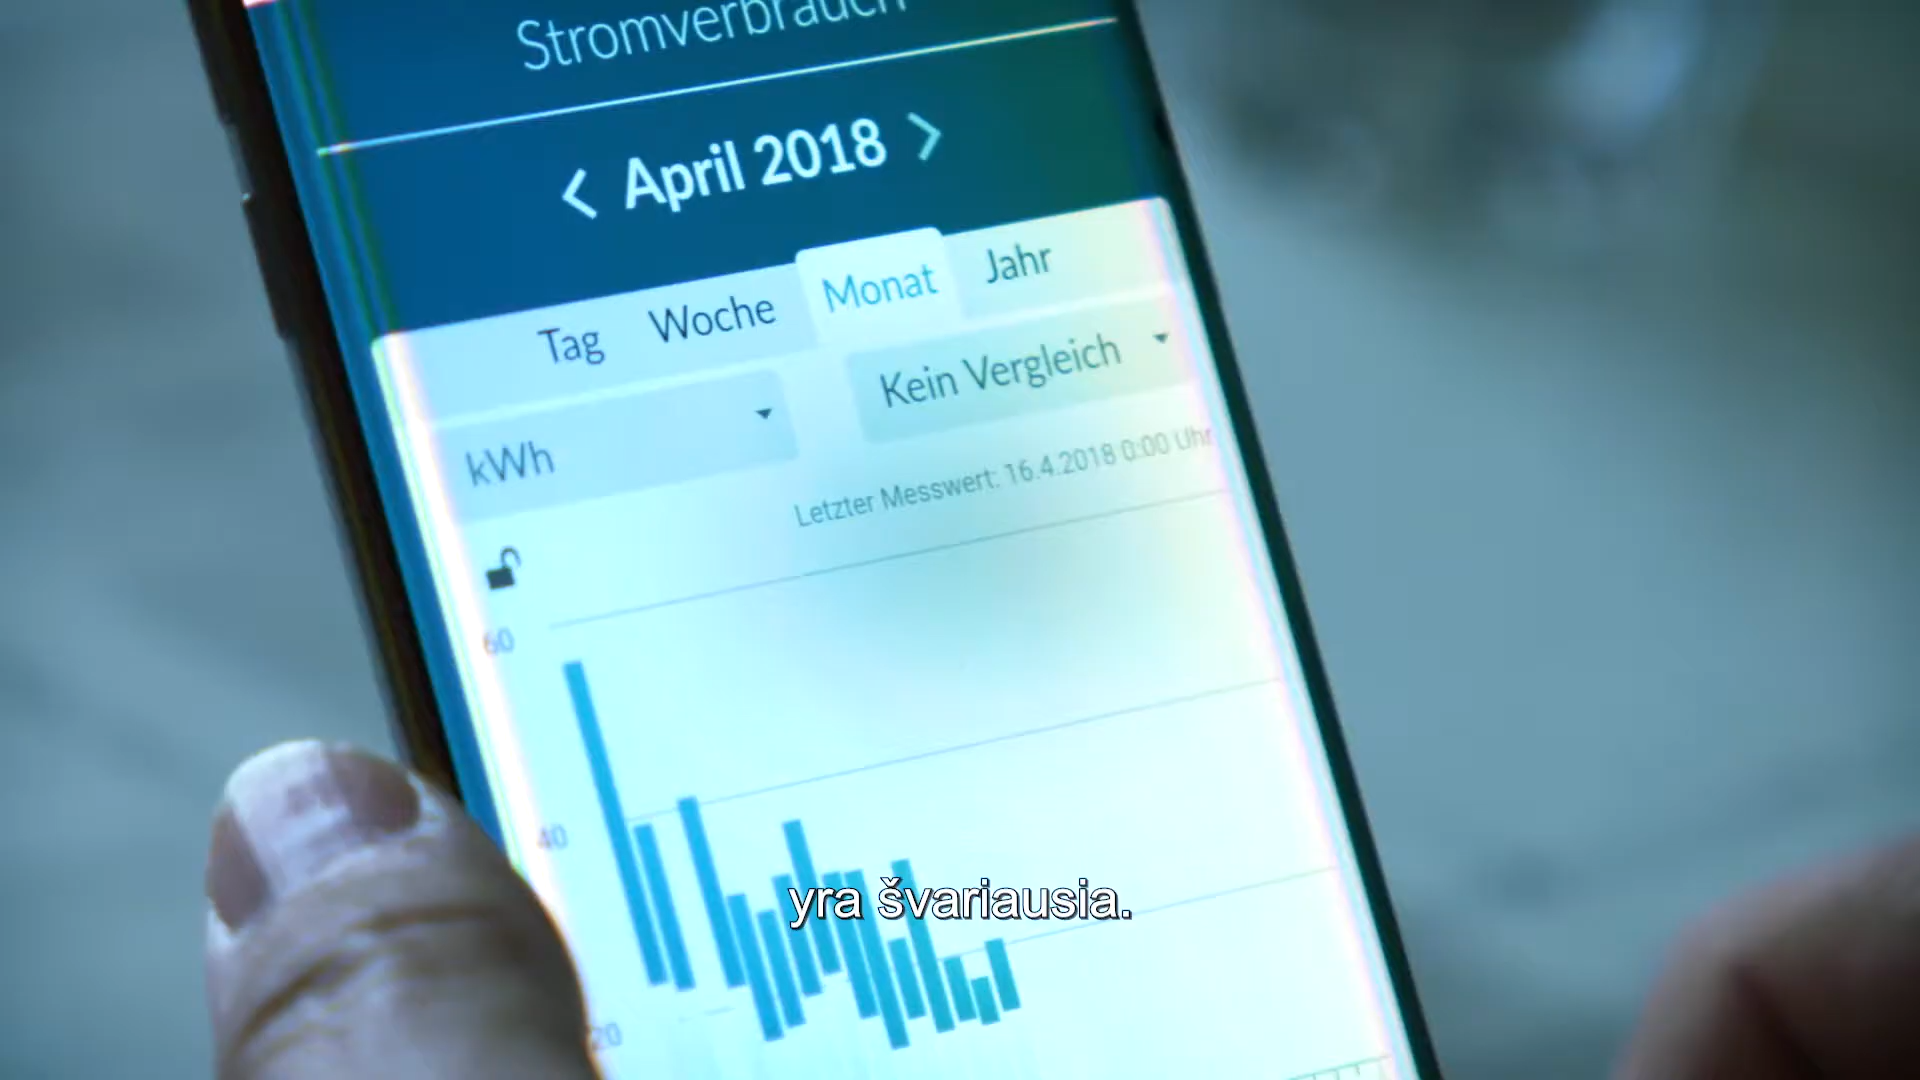 Stromverbrauch
< April 2018 >
Tag Woche Monat Jahr
kWh Kein Vergleich
Letzter Messwert: 16.4.2018 0:00 Uhr
60
40
20
yra švariausia.